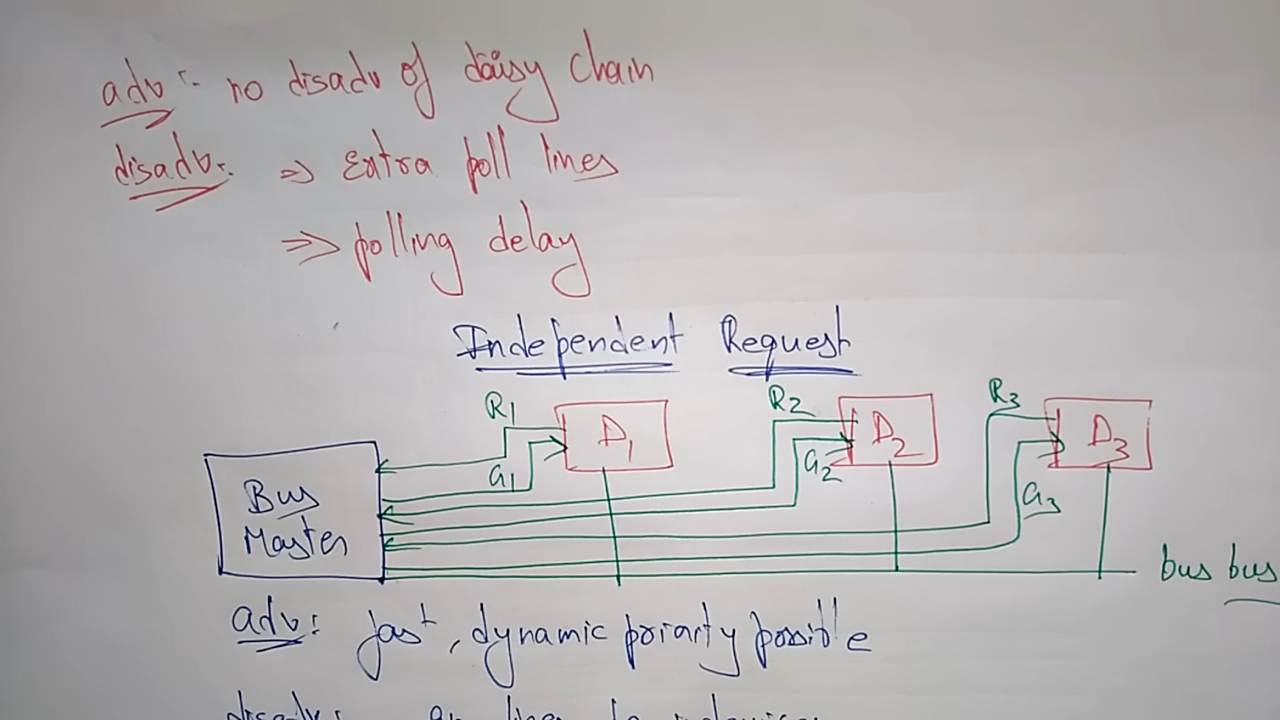 adv :- no disadv of daisy chain
disadv:- => Extra poll lines
=> polling delay
Independent Request
R1 D1 R2 D2 R3 D3
G1 G2 G3
Bus
Master
bus bus
adv: fast, dynamic priority possible
disadv: